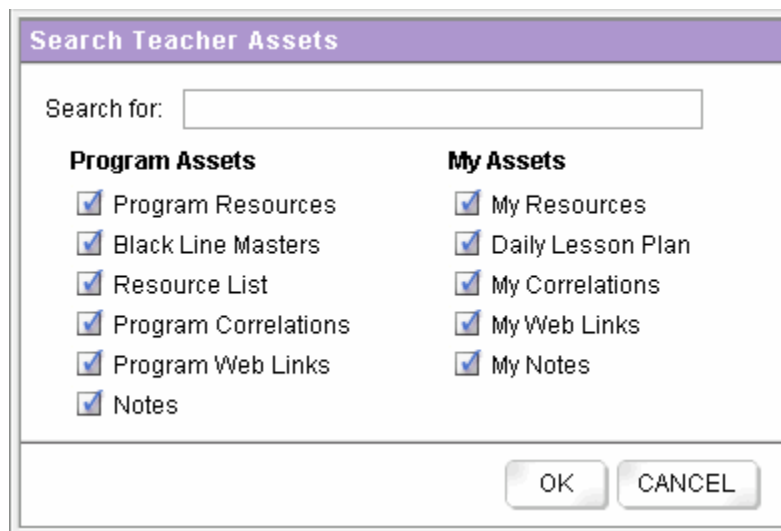 Search Teacher Assets
Search for:
Program Assets
Program Resources
Black Line Masters
Resource List
Program Correlations
Program Web Links
Notes
My Assets
My Resources
Daily Lesson Plan
My Correlations
My Web Links
My Notes
OK
CANCEL